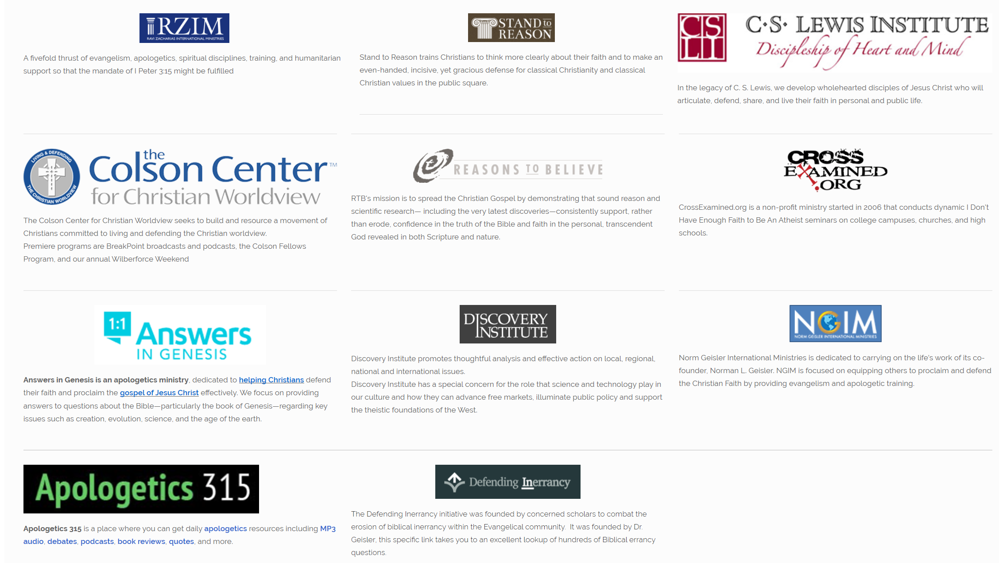 RZIM
RAVI ZACHARIAS INTERNATIONAL MINISTRIES
A fivefold thrust of evangelism, apologetics, spiritual disciplines, training, and humanitarian
support so that the mandate of I Peter 3:15 might be fulfilled
STAND to
REASON
Stand to Reason trains Christians to think more clearly about their faith and to make an
even-handed, incisive, yet gracious defense for classical Christianity and classical
Christian values in the public square.
CS
LI
C·S· LEWIS INSTITUTE
Discipleship of Heart and Mind
In the legacy of C. S. Lewis, we develop wholehearted disciples of Jesus Christ who will
articulate, defend, share, and live their faith in personal and public life.
LIVING & DEFENDING
THE CHRISTIAN WORLDVIEW
the
Colson Center™
for Christian Worldview
The Colson Center for Christian Worldview seeks to build and resource a movement of
Christians committed to living and defending the Christian worldview.
Premiere programs are BreakPoint broadcasts and podcasts, the Colson Fellows
Program, and our annual Wilberforce Weekend
REASONS TO BELIEVE
RTB's mission is to spread the Christian Gospel by demonstrating that sound reason and
scientific research— including the very latest discoveries—consistently support, rather
than erode, confidence in the truth of the Bible and faith in the personal, transcendent
God revealed in both Scripture and nature.
CROSS
EXAMINED
.ORG
CrossExamined.org is a non-profit ministry started in 2006 that conducts dynamic I Don't
Have Enough Faith to Be An Atheist seminars on college campuses, churches, and high
schools.
1:1
Answers
IN GENESIS
Answers in Genesis is an apologetics ministry, dedicated to helping Christians defend
their faith and proclaim the gospel of Jesus Christ effectively. We focus on providing
answers to questions about the Bible—particularly the book of Genesis—regarding key
issues such as creation, evolution, science, and the age of the earth.
DISCOVERY
INSTITUTE
Discovery Institute promotes thoughtful analysis and effective action on local, regional,
national and international issues.
Discovery Institute has a special concern for the role that science and technology play in
our culture and how they can advance free markets, illuminate public policy and support
the theistic foundations of the West.
NGIM
NORM GEISLER INTERNATIONAL MINISTRIES
Norm Geisler International Ministries is dedicated to carrying on the life's work of its co-
founder, Norman L. Geisler. NGIM is focused on equipping others to proclaim and defend
the Christian Faith by providing evangelism and apologetic training.
Apologetics 315
Apologetics 315 is a place where you can get daily apologetics resources including MP3
audio, debates, podcasts, book reviews, quotes, and more.
Defending Inerrancy
The Defending Inerrancy initiative was founded by concerned scholars to combat the
erosion of biblical inerrancy within the Evangelical community.  It was founded by Dr.
Geisler, this specific link takes you to an excellent lookup of hundreds of Biblical errancy
questions.